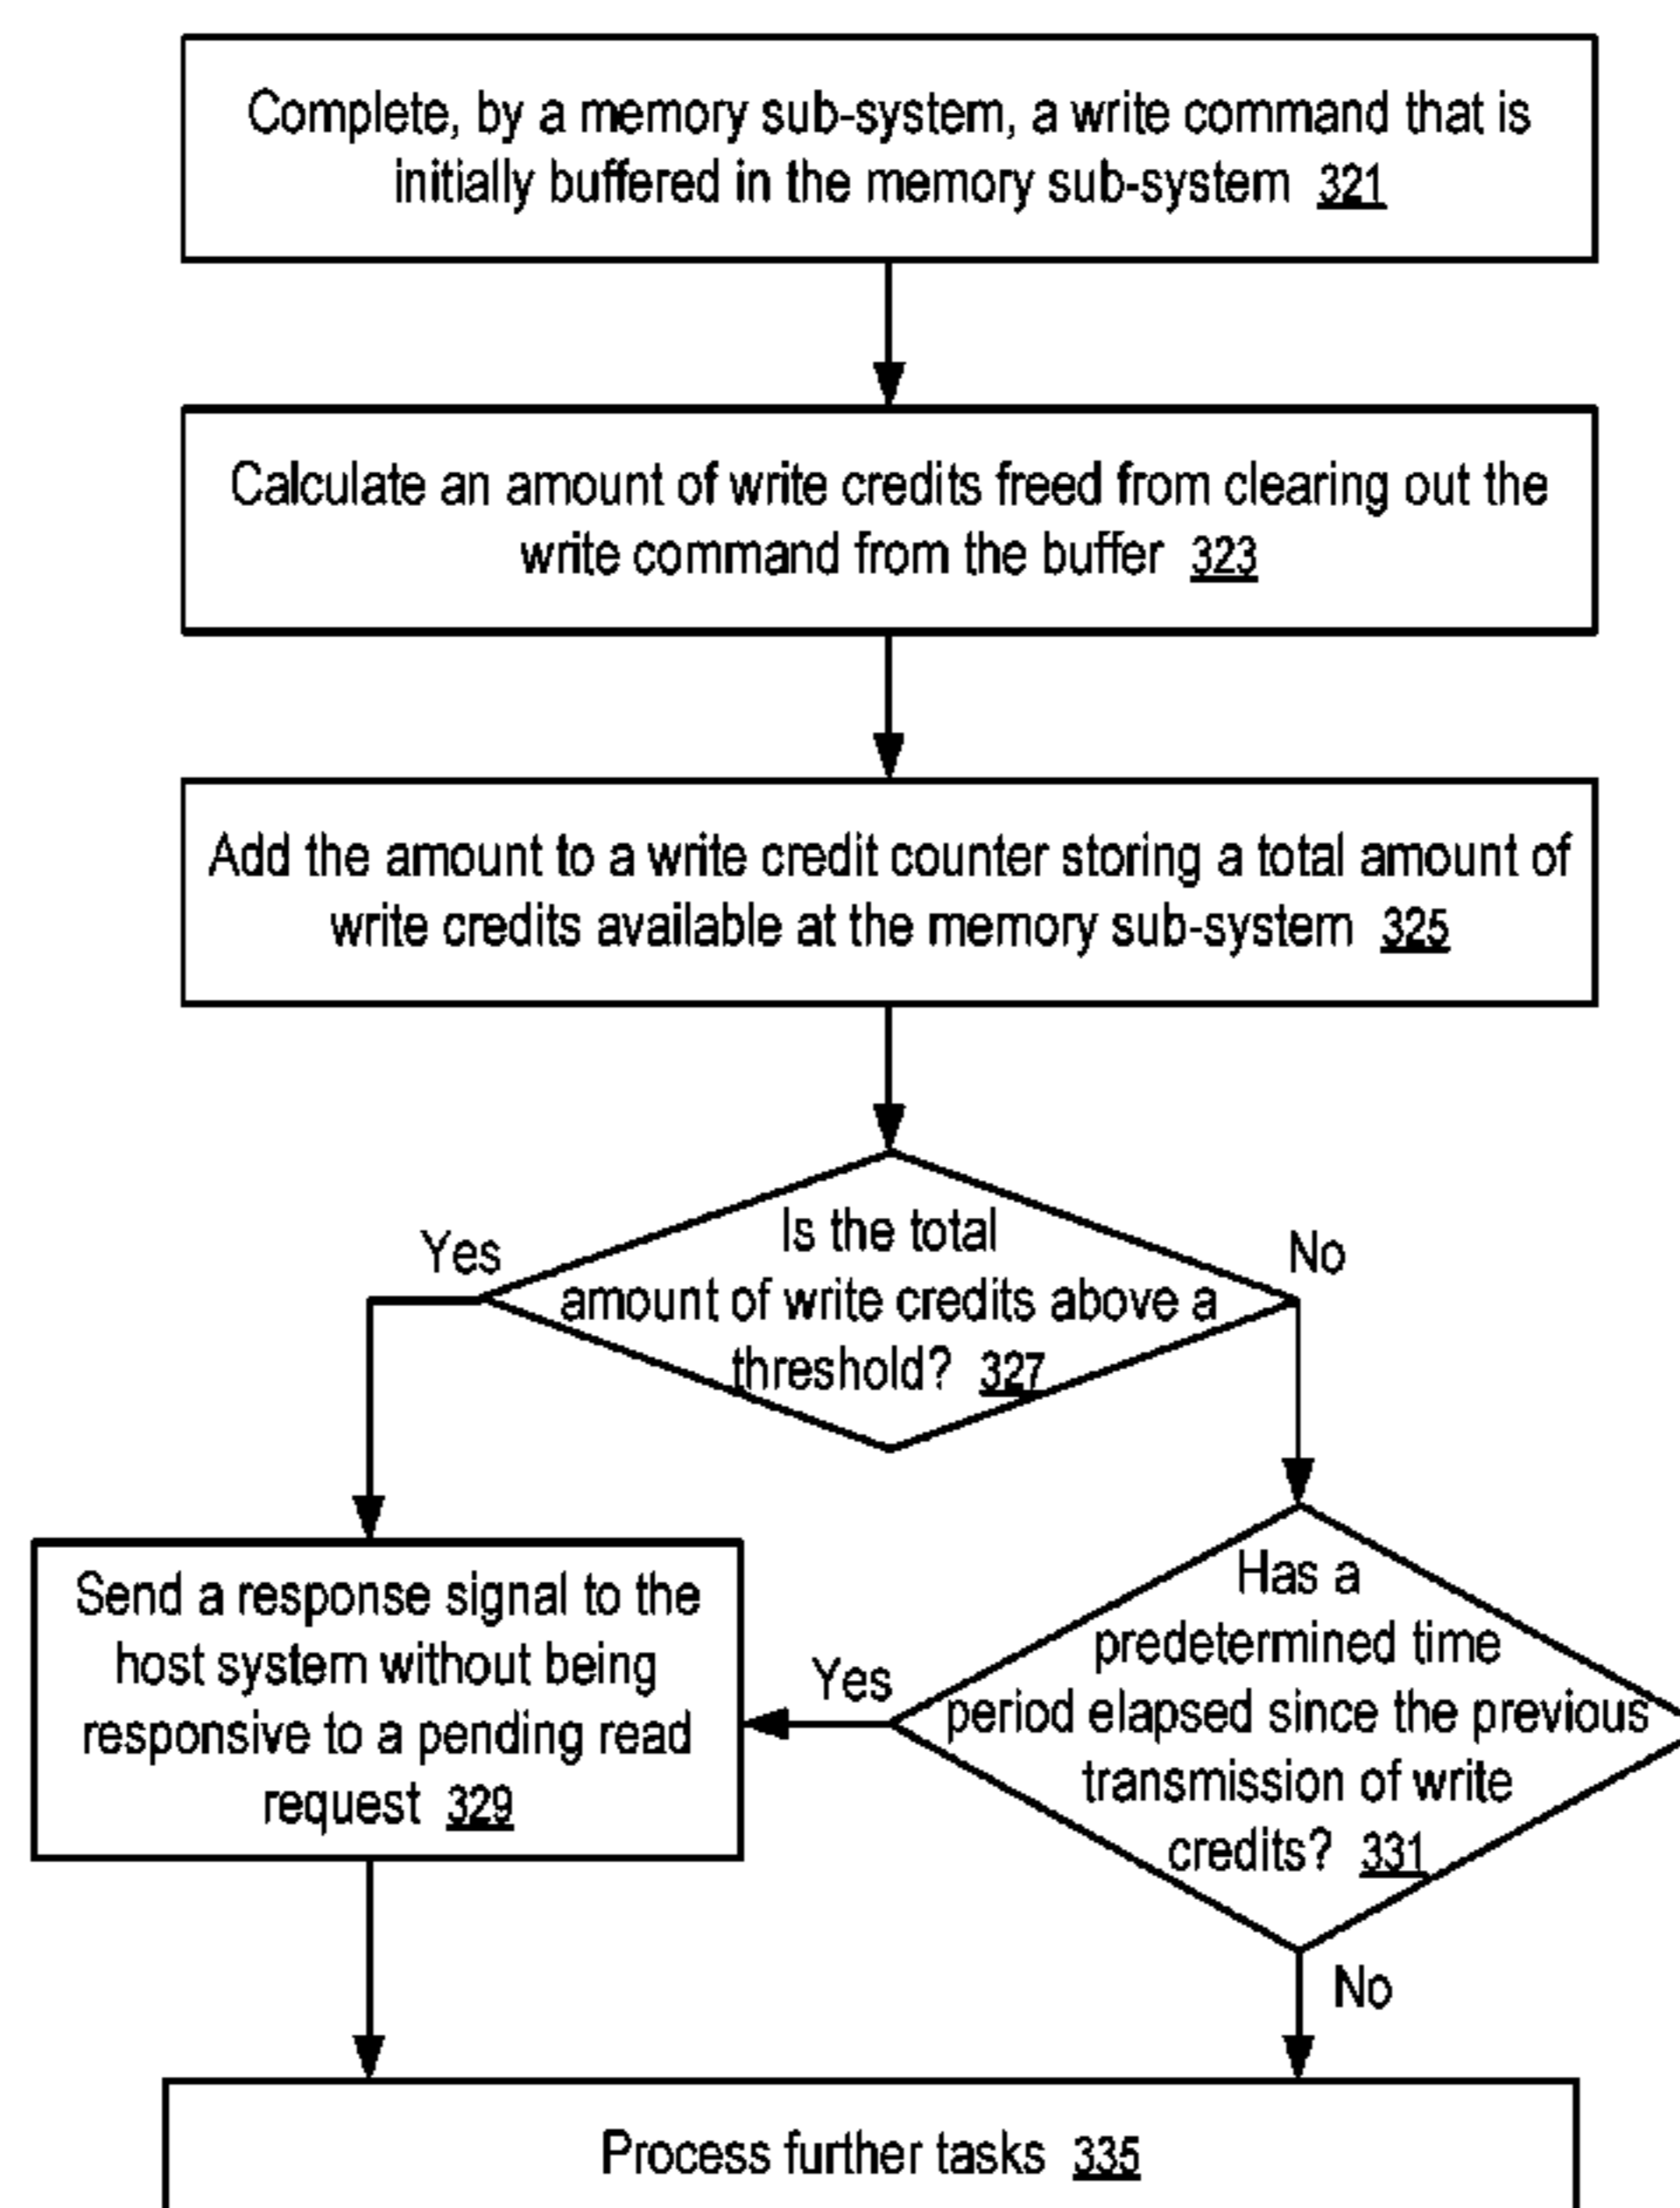 Complete, by a memory sub-system, a write command that is
initially buffered in the memory sub-system 321
Calculate an amount of write credits freed from clearing out the
write command from the buffer 323
Add the amount to a write credit counter storing a total amount of
write credits available at the memory sub-system 325
Is the total
amount of write credits above a
threshold? 327
Yes
No
Send a response signal to the
host system without being
responsive to a pending read
request 329
Yes
Has a
predetermined time
period elapsed since the previous
transmission of write
credits? 331
No
Process further tasks 335